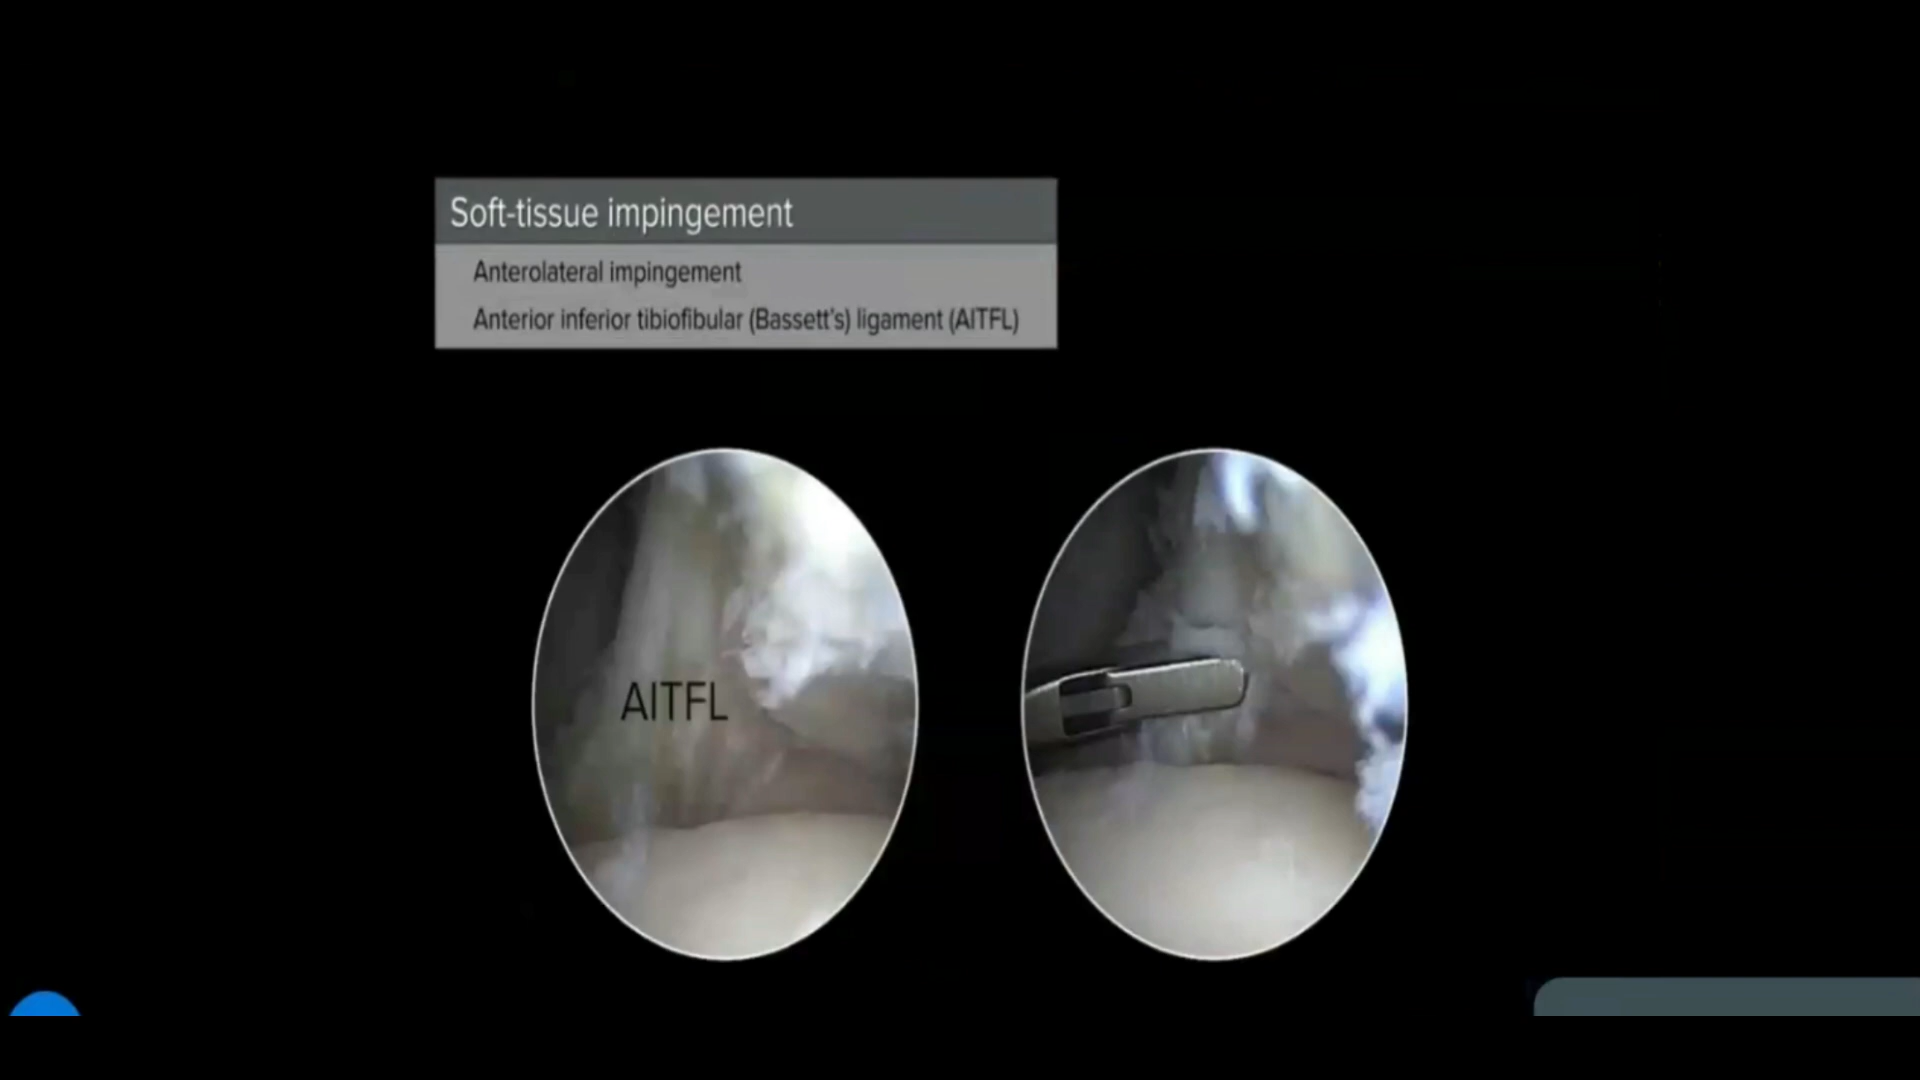 Soft-tissue impingement
Anterolateral impingement
Anterior inferior tibiofibular (Bassett's) ligament (AITFL)
AITFL